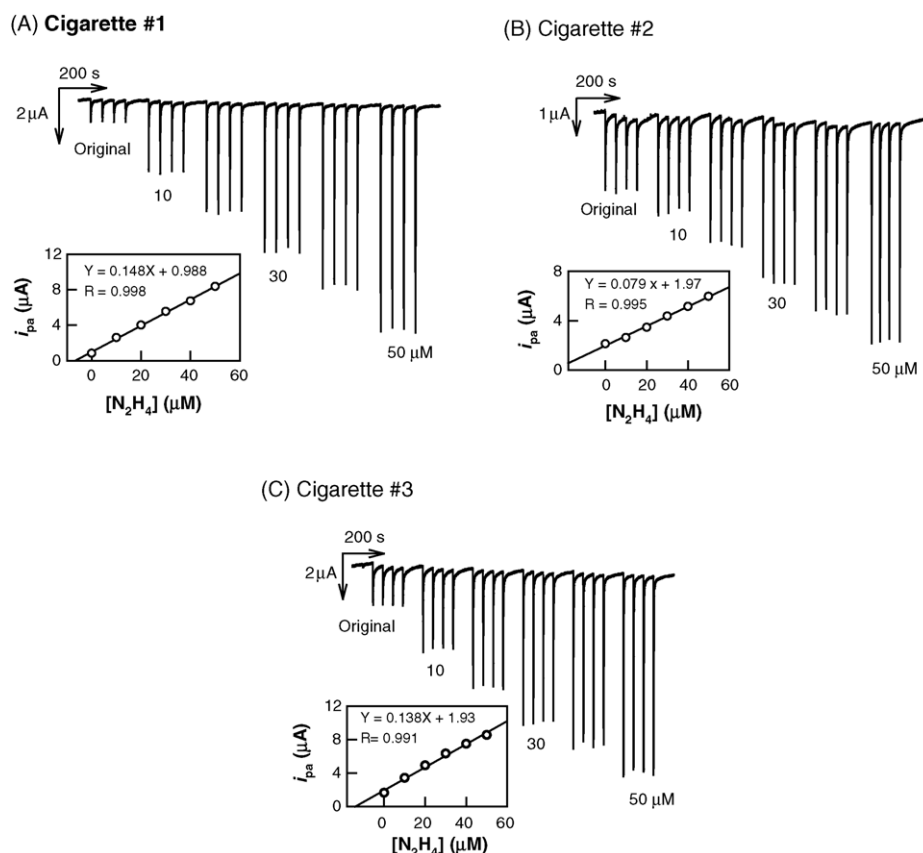 (A) Cigarette #1
200 s
2 μA
Original
10
30
50 μM
12
8
4
0
Y = 0.148X + 0.988
R = 0.998
i_pa (μA)
0 20 40 60
[N₂H₄] (μM)
(B) Cigarette #2
200 s
1 μA
Original
10
30
50 μM
8
4
0
Y = 0.079 x + 1.97
R = 0.995
i_pa (μA)
0 20 40 60
[N₂H₄] (μM)
(C) Cigarette #3
200 s
2 μA
Original
10
30
50 μM
12
8
4
0
Y = 0.138X + 1.93
R= 0.991
i_pa (μA)
0 20 40 60
[N₂H₄] (μM)